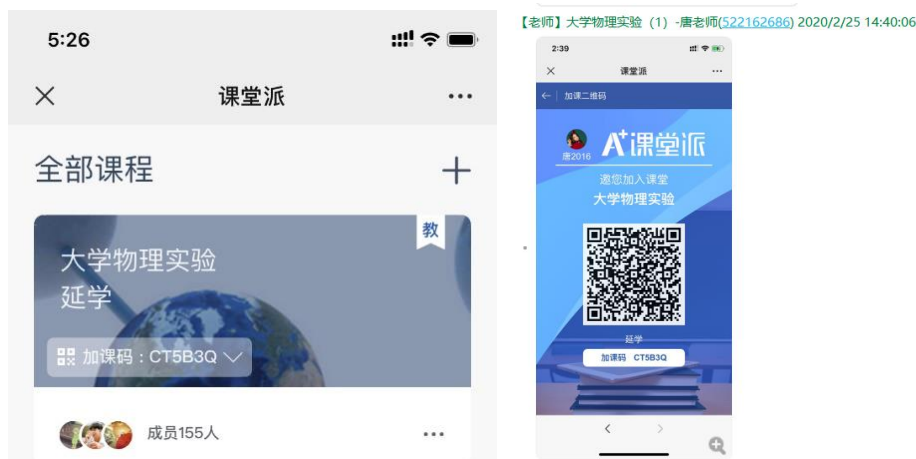 5:26
课堂派
全部课程
教
大学物理实验
延学
加课码：CT5B3Q
成员155人
【老师】大学物理实验（1）-唐老师(522162686) 2020/2/25 14:40:06
2:39
课堂派
加课二维码
唐2016
A+课堂派
邀您加入课堂
大学物理实验
延学
加课码 CT5B3Q